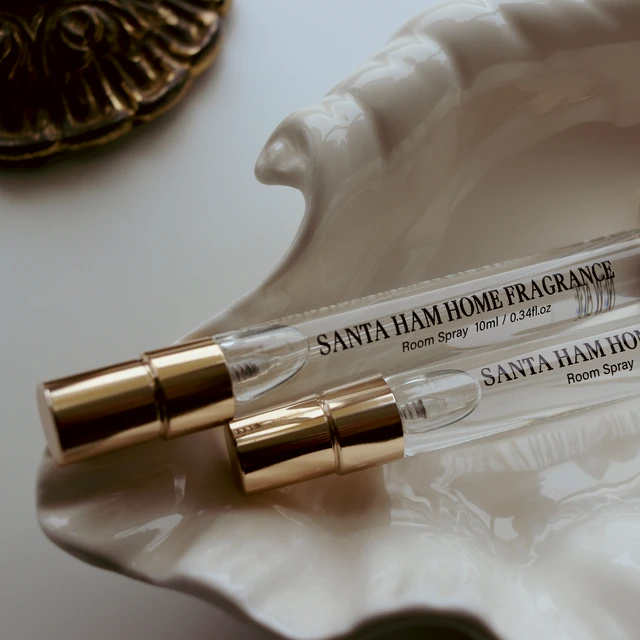 SANTA HAM HOME FRAGRANCE
Room Spray 10ml / 0.34fl.oz
SANTA HAM HO
Room Spray